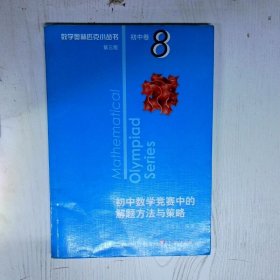 数学奥林匹克小丛书
第三版
初中卷
8
Mathematical
Olympiad
Series
初中数学竞赛中的
解题方法与策略